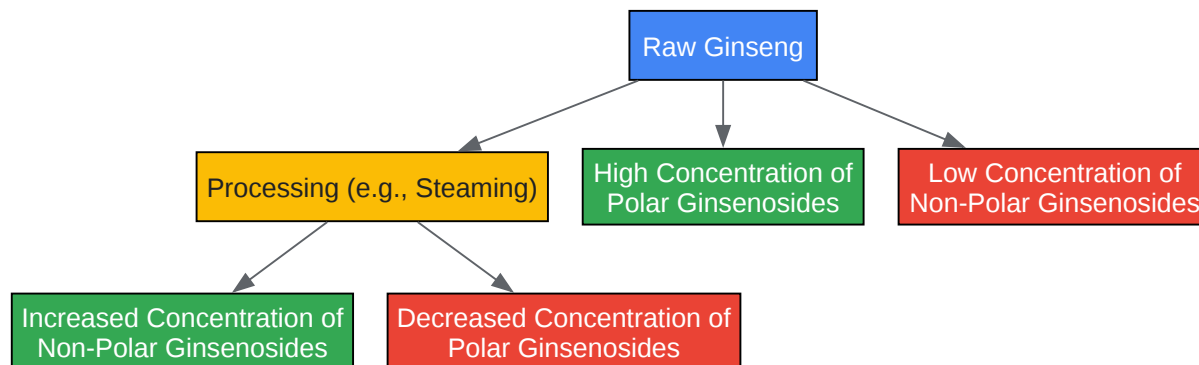 Raw Ginseng
Processing (e.g., Steaming)
High Concentration of
Polar Ginsenosides
Low Concentration of
Non-Polar Ginsenosides
Increased Concentration of
Non-Polar Ginsenosides
Decreased Concentration of
Polar Ginsenosides